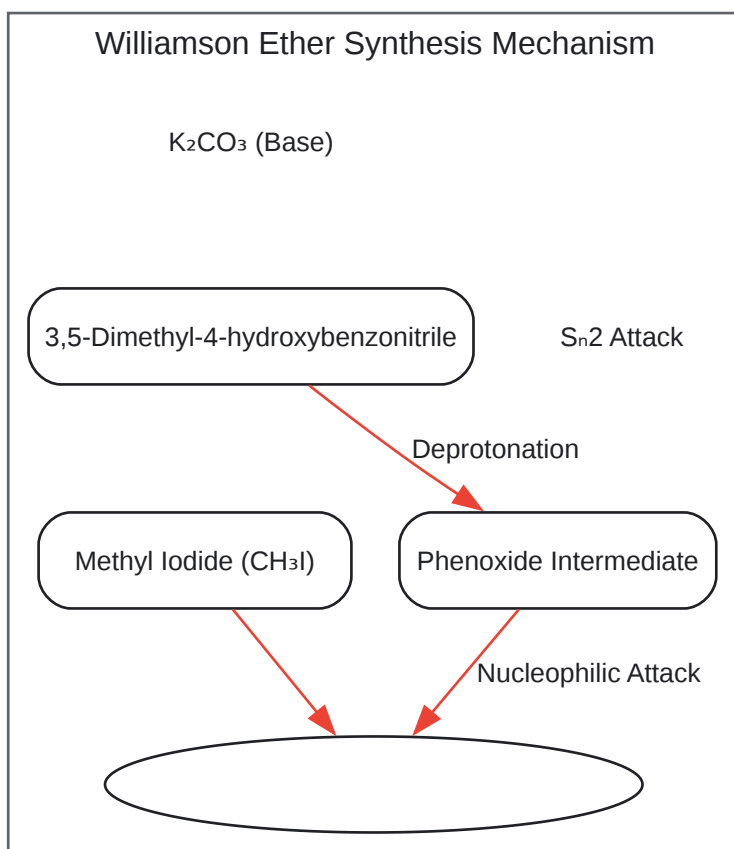 Williamson Ether Synthesis Mechanism
K₂CO₃ (Base)
3,5-Dimethyl-4-hydroxybenzonitrile
Sₙ2 Attack
Deprotonation
Methyl Iodide (CH₃I)
Phenoxide Intermediate
Nucleophilic Attack